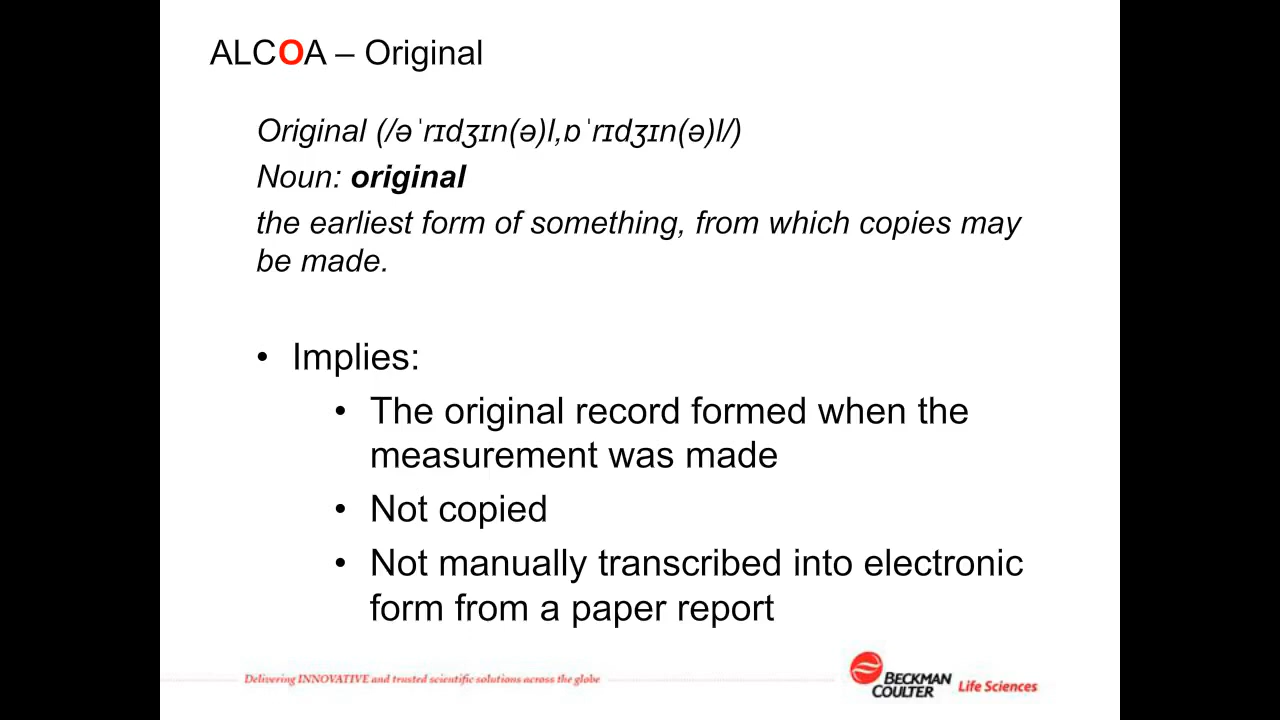 ALCOA – Original
Original (/əˈrɪdʒɪn(ə)l,ɒˈrɪdʒɪn(ə)l/)
Noun: original
the earliest form of something, from which copies may
be made.
• Implies:
• The original record formed when the
measurement was made
• Not copied
• Not manually transcribed into electronic
form from a paper report
Delivering INNOVATIVE and trusted scientific solutions across the globe
BECKMAN
COULTER
Life Sciences